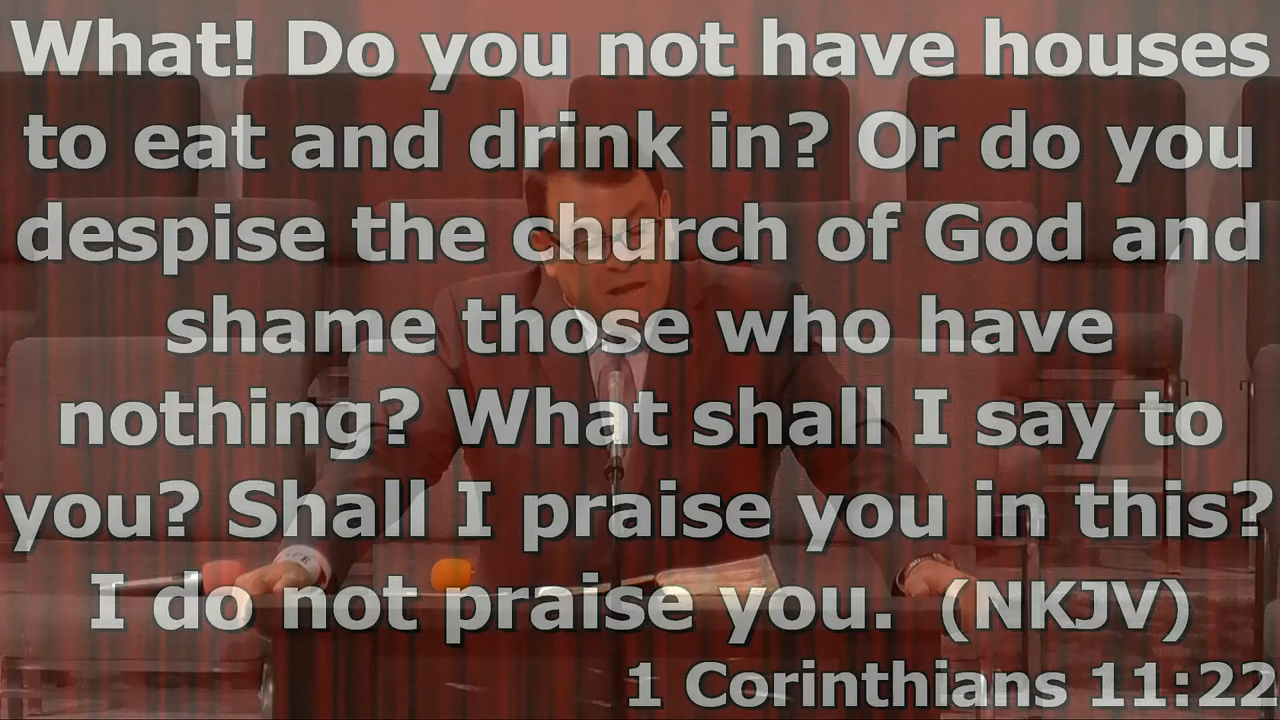 What! Do you not have houses
to eat and drink in? Or do you
despise the church of God and
shame those who have
nothing? What shall I say to
you? Shall I praise you in this?
I do not praise you.  (NKJV)
1 Corinthians 11:22